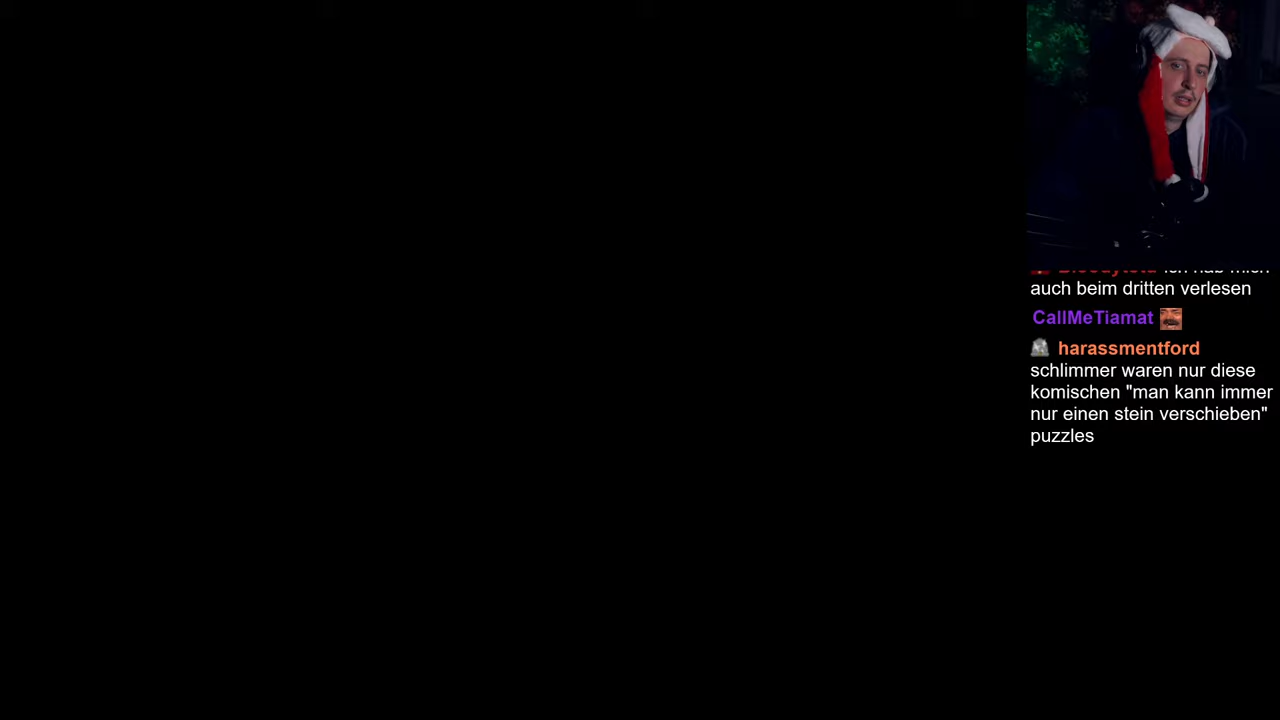 auch beim dritten verlesen
CallMeTiamat
harassmentford
schlimmer waren nur diese
komischen "man kann immer
nur einen stein verschieben"
puzzles